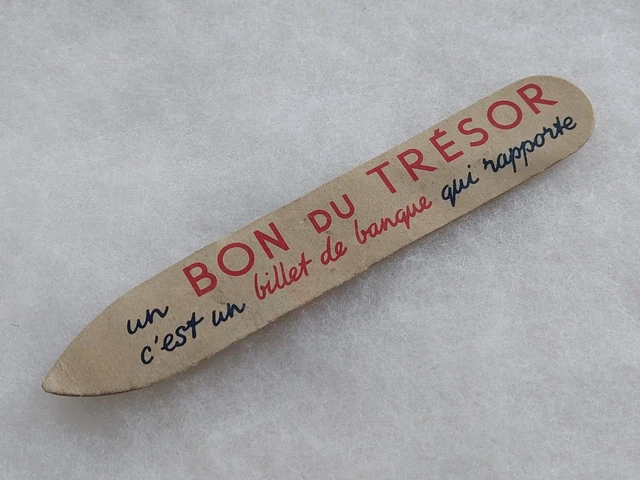 un BON DU TRÉSOR
c'est un billet de banque qui rapporte